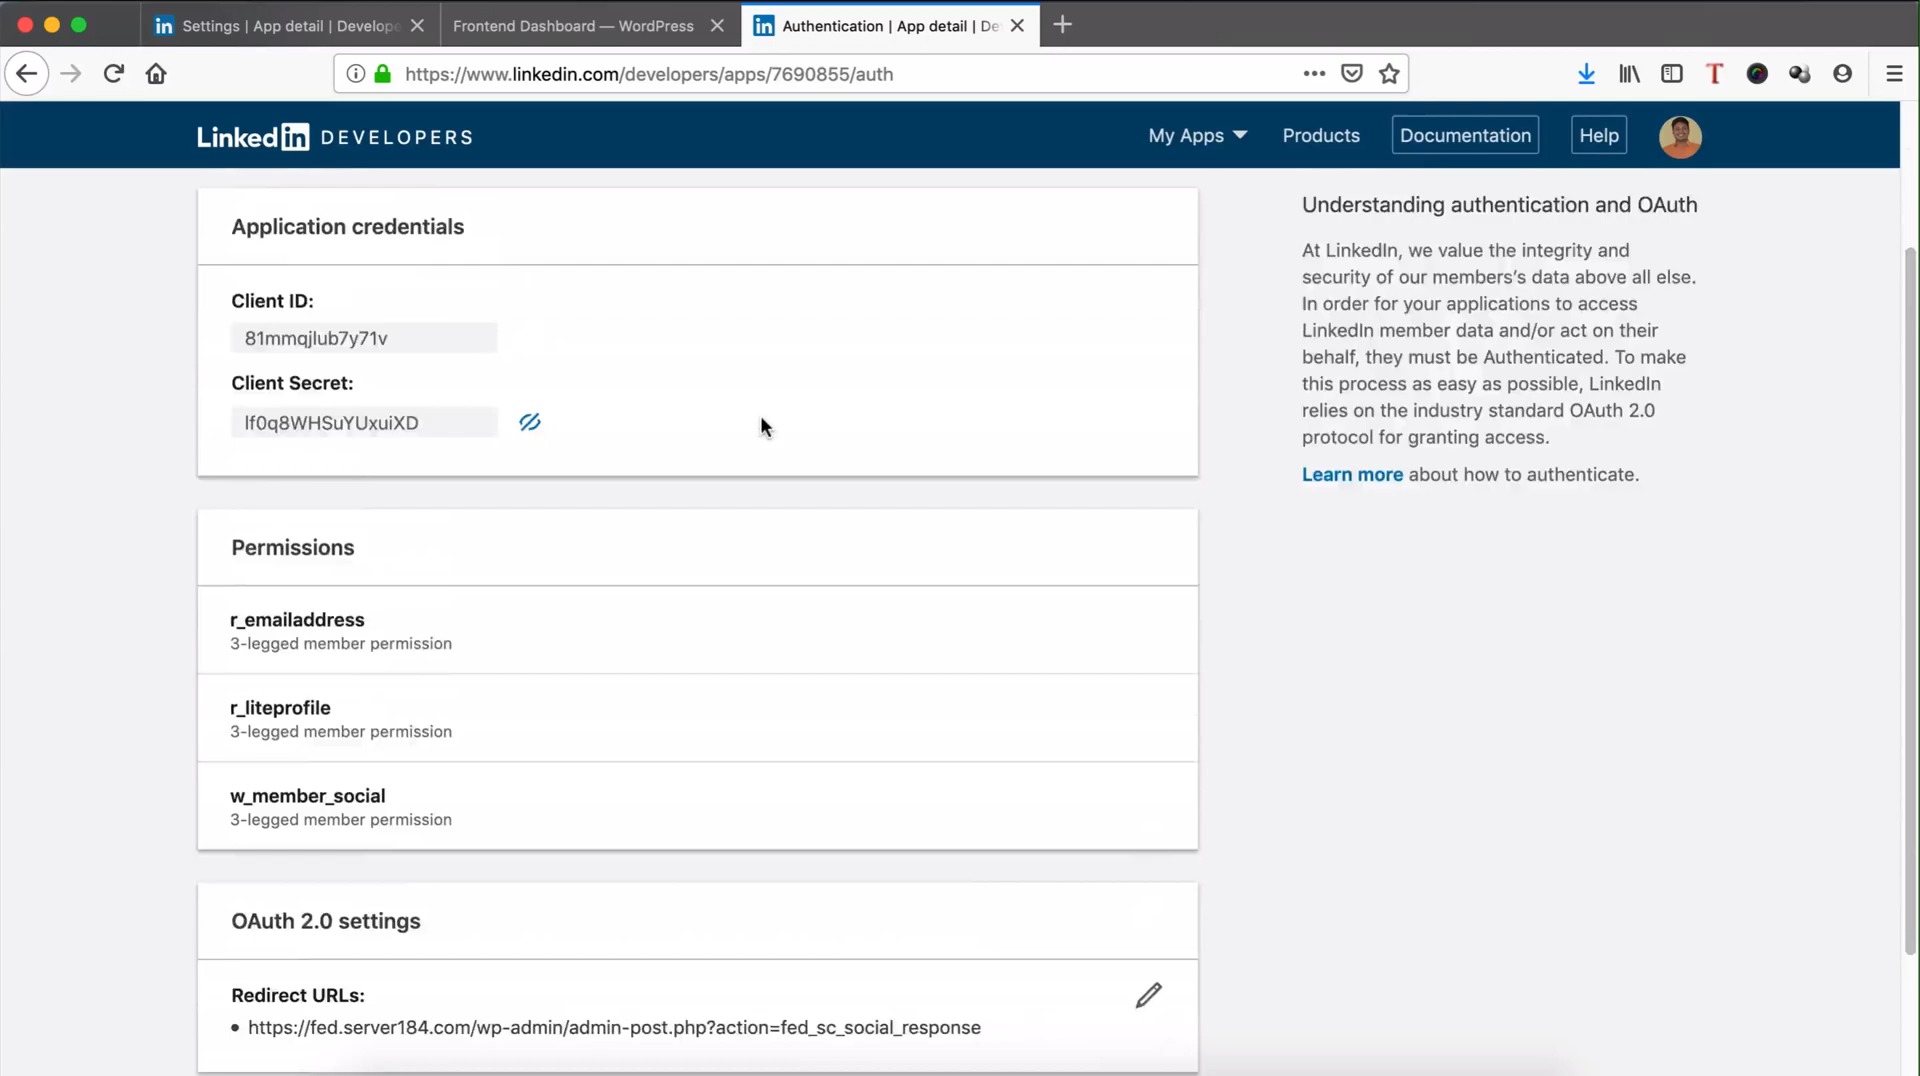 Settings | App detail | Develope
Frontend Dashboard — WordPress
Authentication | App detail | De
https://www.linkedin.com/developers/apps/7690855/auth
Linked in DEVELOPERS
My Apps
Products
Documentation
Help
Application credentials
Client ID:
81mmqjlub7y71v
Client Secret:
lf0q8WHSuYUxuiXD
Permissions
r_emailaddress
3-legged member permission
r_liteprofile
3-legged member permission
w_member_social
3-legged member permission
OAuth 2.0 settings
Redirect URLs:
• https://fed.server184.com/wp-admin/admin-post.php?action=fed_sc_social_response
Understanding authentication and OAuth
At LinkedIn, we value the integrity and
security of our members's data above all else.
In order for your applications to access
LinkedIn member data and/or act on their
behalf, they must be Authenticated. To make
this process as easy as possible, LinkedIn
relies on the industry standard OAuth 2.0
protocol for granting access.
Learn more about how to authenticate.